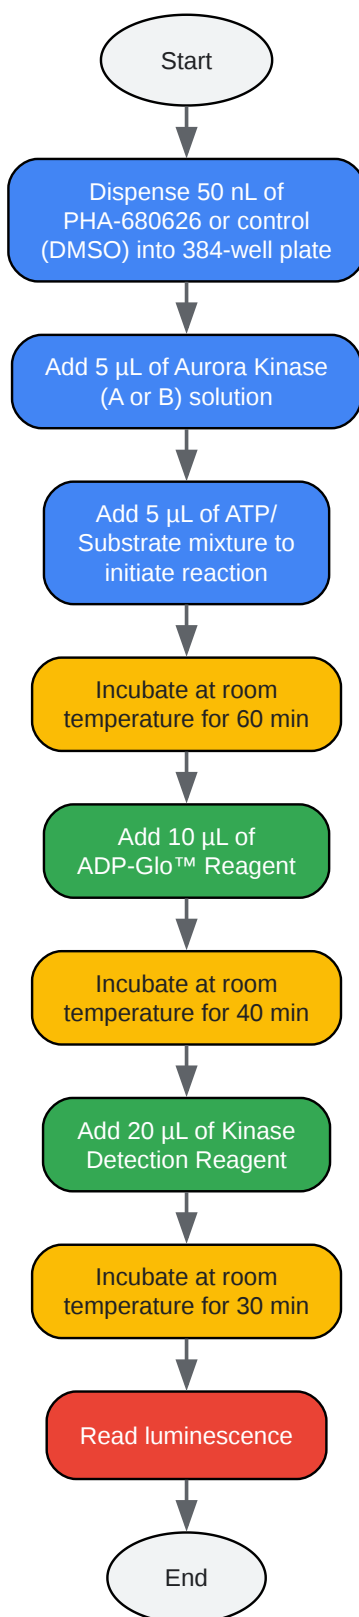 Start
Dispense 50 nL of
PHA-680626 or control
(DMSO) into 384-well plate
Add 5 µL of Aurora Kinase
(A or B) solution
Add 5 µL of ATP/
Substrate mixture to
initiate reaction
Incubate at room
temperature for 60 min
Add 10 µL of
ADP-Glo™ Reagent
Incubate at room
temperature for 40 min
Add 20 µL of Kinase
Detection Reagent
Incubate at room
temperature for 30 min
Read luminescence
End